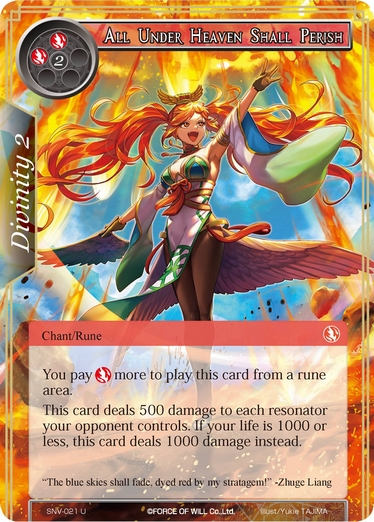 All Under Heaven Shall Perish
2
Divinity 2
Chant/Rune
You pay more to play this card from a rune
area.
This card deals 500 damage to each resonator
your opponent controls. If your life is 1000 or
less, this card deals 1000 damage instead.
“The blue skies shall fade, dyed red by my stratagem!” -Zhuge Liang
SNV-021 U ©FORCE OF WILL Co.,Ltd. Illust/Yukie TAJIMA